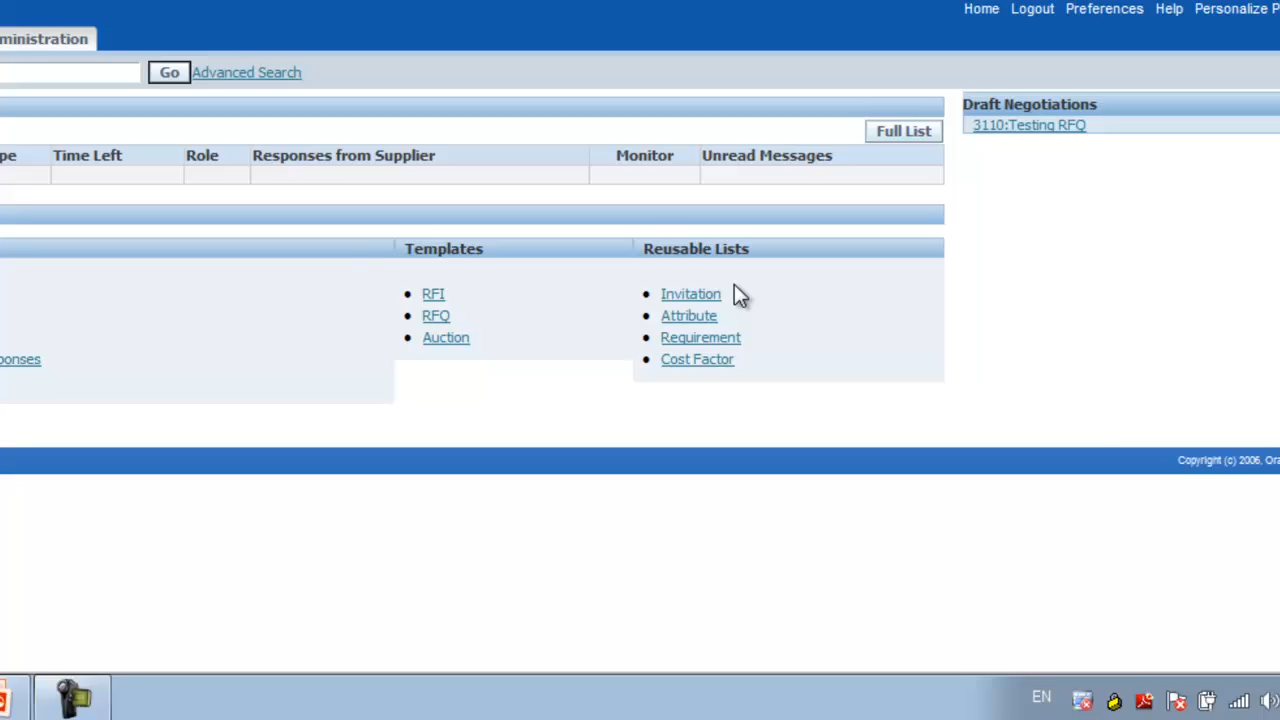 Home Logout Preferences Help Personalize P
ministration
Go Advanced Search
Draft Negotiations
3110:Testing RFQ
Full List
pe Time Left Role Responses from Supplier Monitor Unread Messages
Templates Reusable Lists
RFI Invitation
RFQ Attribute
Auction Requirement
ponses Cost Factor
Copyright (c) 2006, Ora
EN